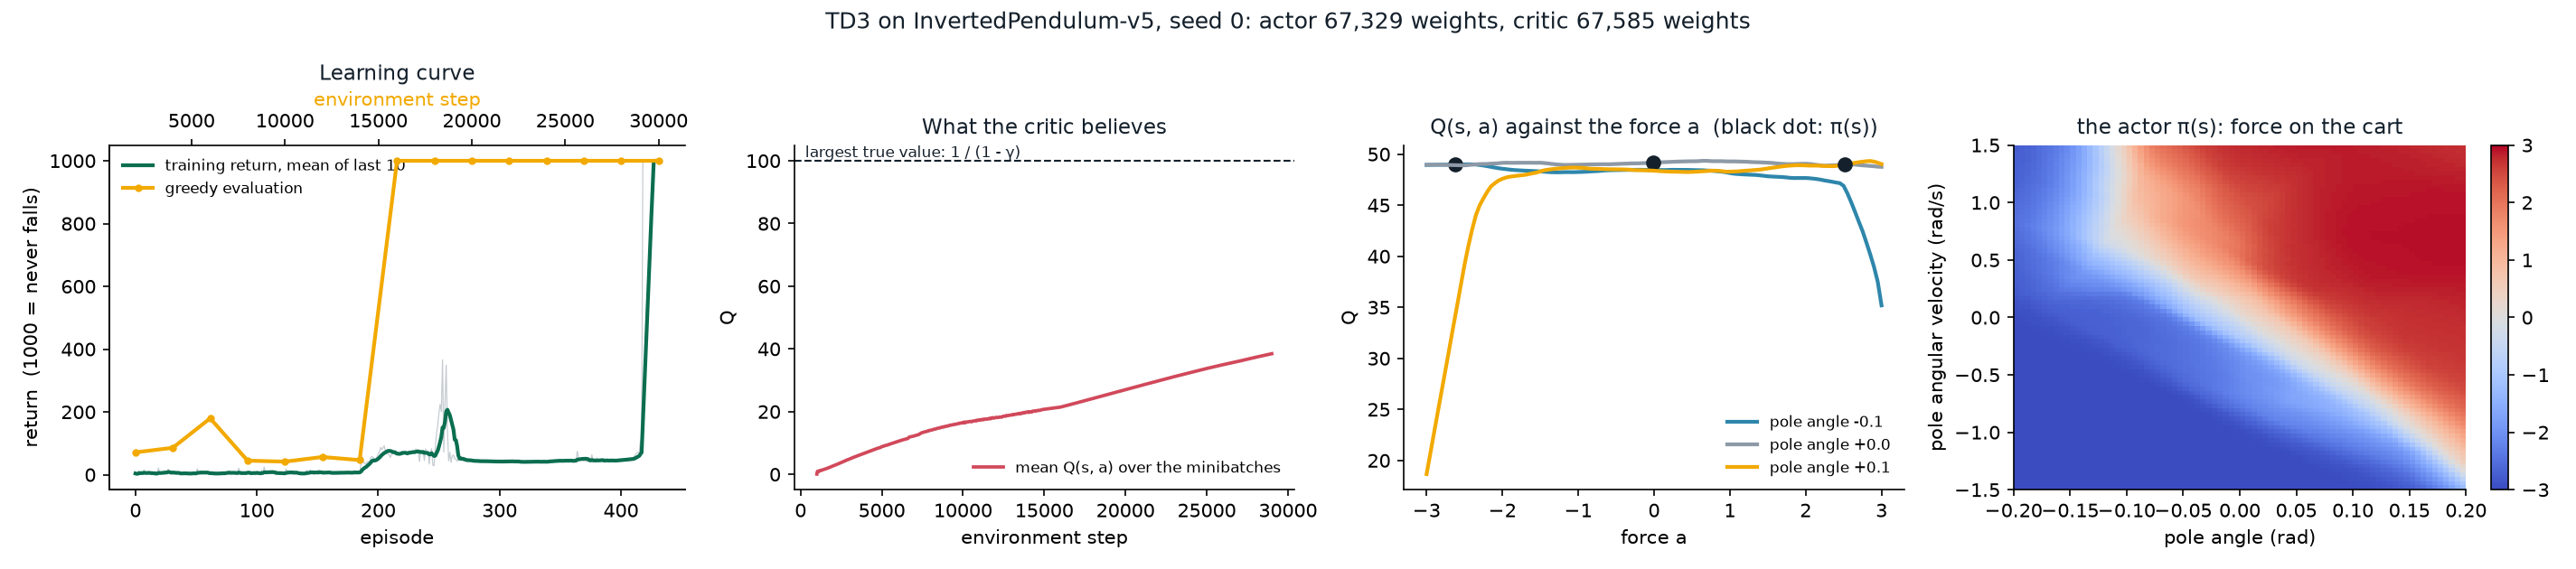 TD3 on InvertedPendulum-v5, seed 0: actor 67,329 weights, critic 67,585 weights
Learning curve
environment step
5000 10000 15000 20000 25000 30000
1000
800
600
400
200
0
return (1000 = never falls)
training return, mean of last 10
greedy evaluation
0 100 200 300 400
episode
What the critic believes
largest true value: 1 / (1 - γ)
100
80
60
40
20
0
Q
mean Q(s, a) over the minibatches
0 5000 10000 15000 20000 25000 30000
environment step
Q(s, a) against the force a (black dot: π(s))
50
45
40
35
30
25
20
Q
pole angle -0.1
pole angle +0.0
pole angle +0.1
−3 −2 −1 0 1 2 3
force a
the actor π(s): force on the cart
1.5
1.0
0.5
0.0
−0.5
−1.0
−1.5
pole angular velocity (rad/s)
−0.20 −0.15 −0.10 −0.05 0.00 0.05 0.10 0.15 0.20
pole angle (rad)
3
2
1
0
−1
−2
−3